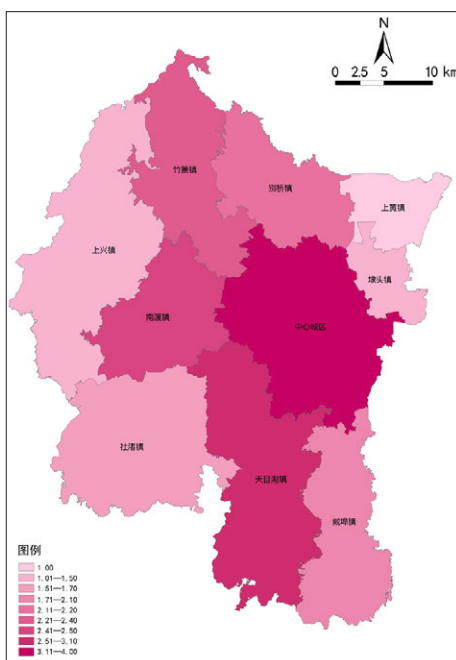 N
0 2.5 5 10 km
竹箦镇
别桥镇
上黄镇
上兴镇
埭头镇
南渡镇
中心城区
社渚镇
天目湖镇
戴埠镇
图例
1.00
1.01—1.50
1.51—1.70
1.71—2.10
2.11—2.20
2.21—2.40
2.41—2.50
2.51—3.10
3.11—4.00